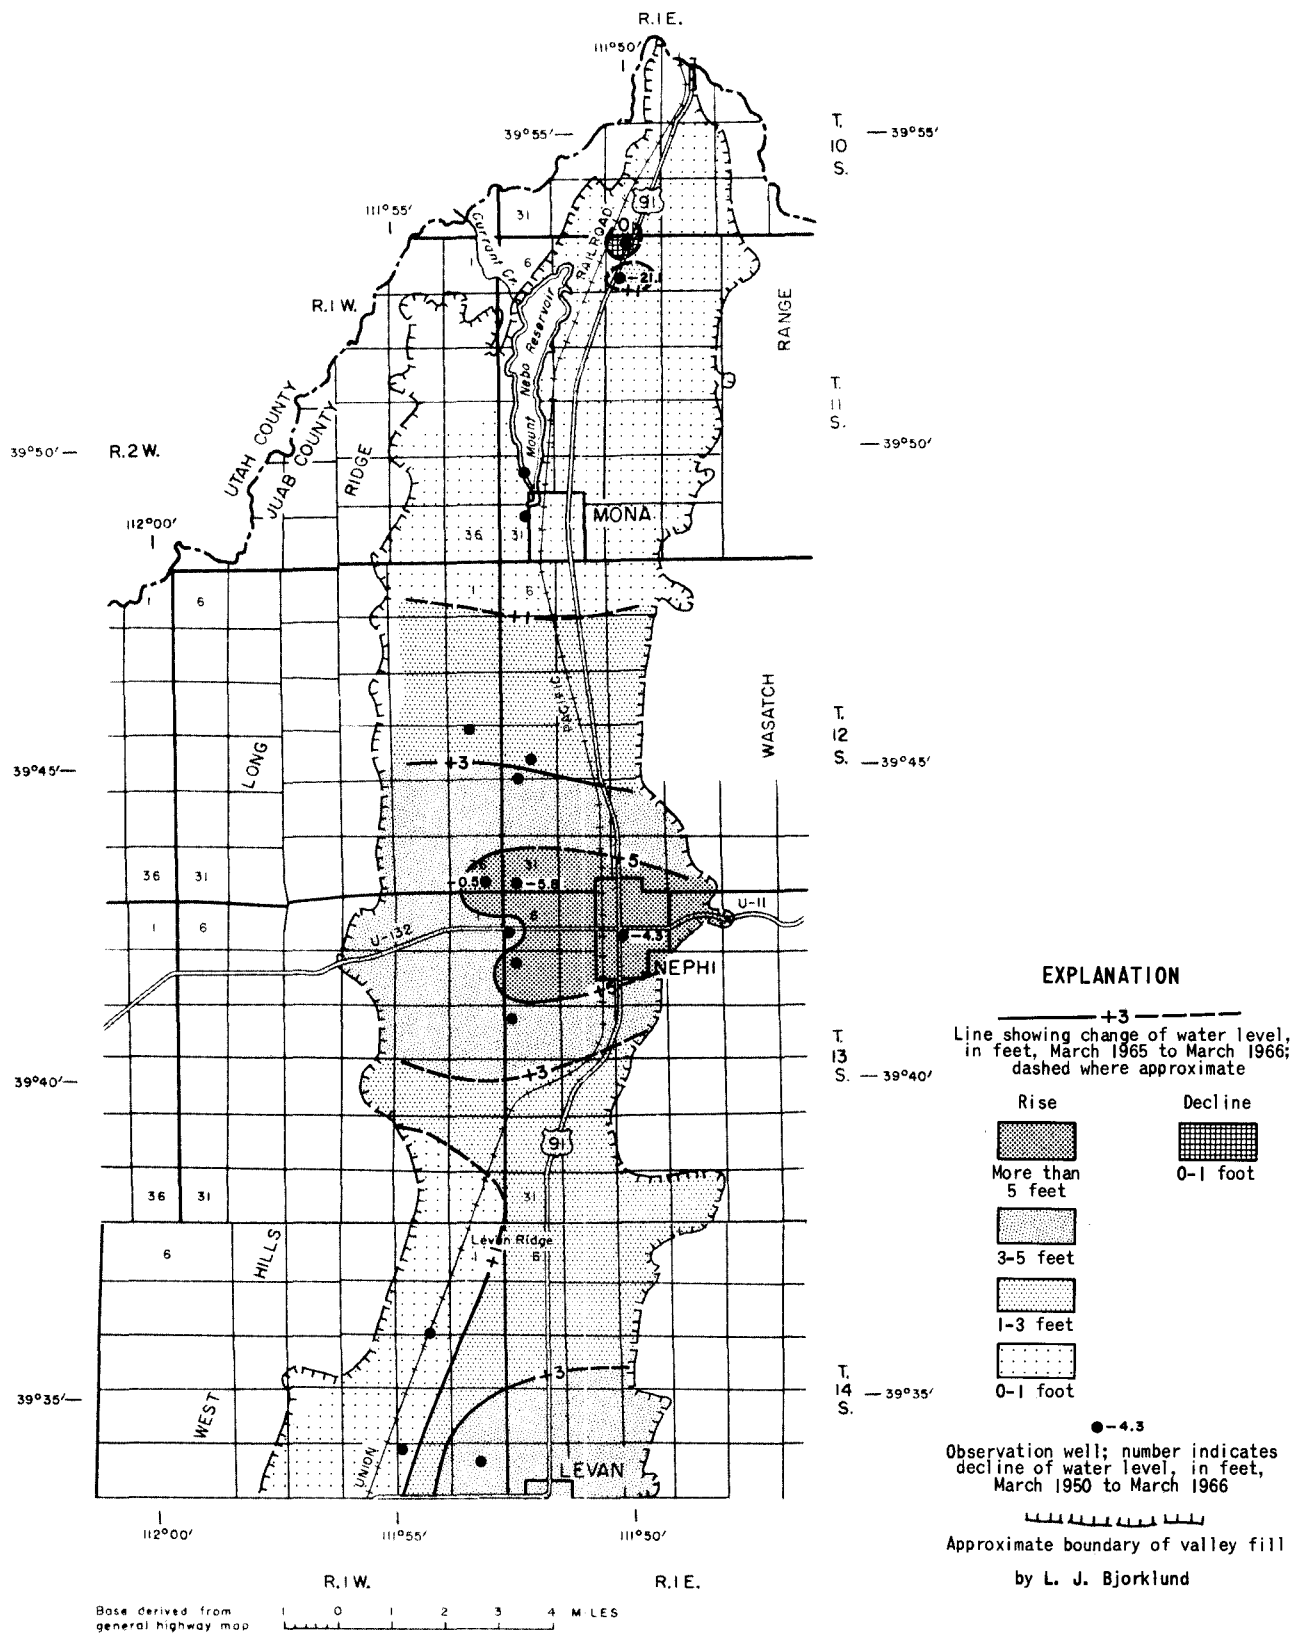 R.1E.
111°50'
39°55'
T.
10
S.
39°55'
91
111°55'
31
Currant Cr.
RAILROAD
0
1
6
-21.1
+1
R.1W.
Mount Nebo Reservoir
RANGE
T.
11
S.
UTAH COUNTY
JUAB COUNTY
RIDGE
39°50'
R.2W.
39°50'
112°00'
MONA
36
31
1
6
1
6
+1
PACIFIC
WASATCH
T.
12
S.
LONG
39°45'
+3
39°45'
36
31
31
5
-0.5
-5.8
U-11
1
6
6
U-132
-4.3
NEPHI
+5
T.
13
S.
39°40'
+3
39°40'
91
36
31
31
Levan Ridge
6
1
6
+1
HILLS
+3
T.
14
S.
39°35'
39°35'
WEST
UNION
LEVAN
112°00'
111°55'
111°50'
R.1W.
R.1E.
Base derived from
general highway map
1 0 1 2 3 4 MILES
EXPLANATION
+3
Line showing change of water level,
in feet, March 1965 to March 1966;
dashed where approximate
Rise
Decline
More than
5 feet
0-1 foot
3-5 feet
1-3 feet
0-1 foot
-4.3
Observation well; number indicates
decline of water level, in feet,
March 1950 to March 1966
Approximate boundary of valley fill
by L. J. Bjorklund